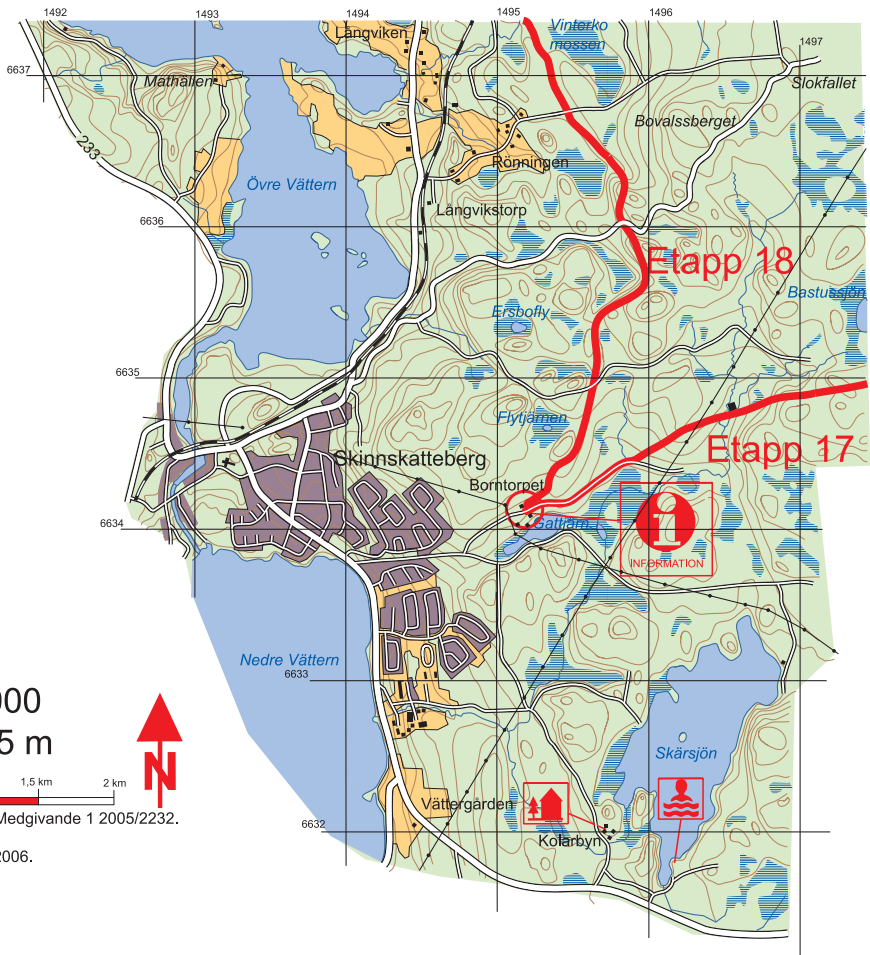 1492
1493
1494
1495
1496
1497
Långviken
Vinterko
mossen
6637
Mathällen
Slokfallet
Bovalssberget
233
Rönningen
Övre Vättern
Långvikstorp
6636
Etapp 18
Bastussjön
Ersbofly
6635
Flytjärnen
Etapp 17
Skinnskatteberg
Borntorpet
6634
Gattjärn
INFORMATION
Nedre Vättern
6633
000
5 m
N
Skärsjön
1,5 km
2 km
Vättergården
Medgivande 1 2005/2232.
6632
Kolarbyn
2006.